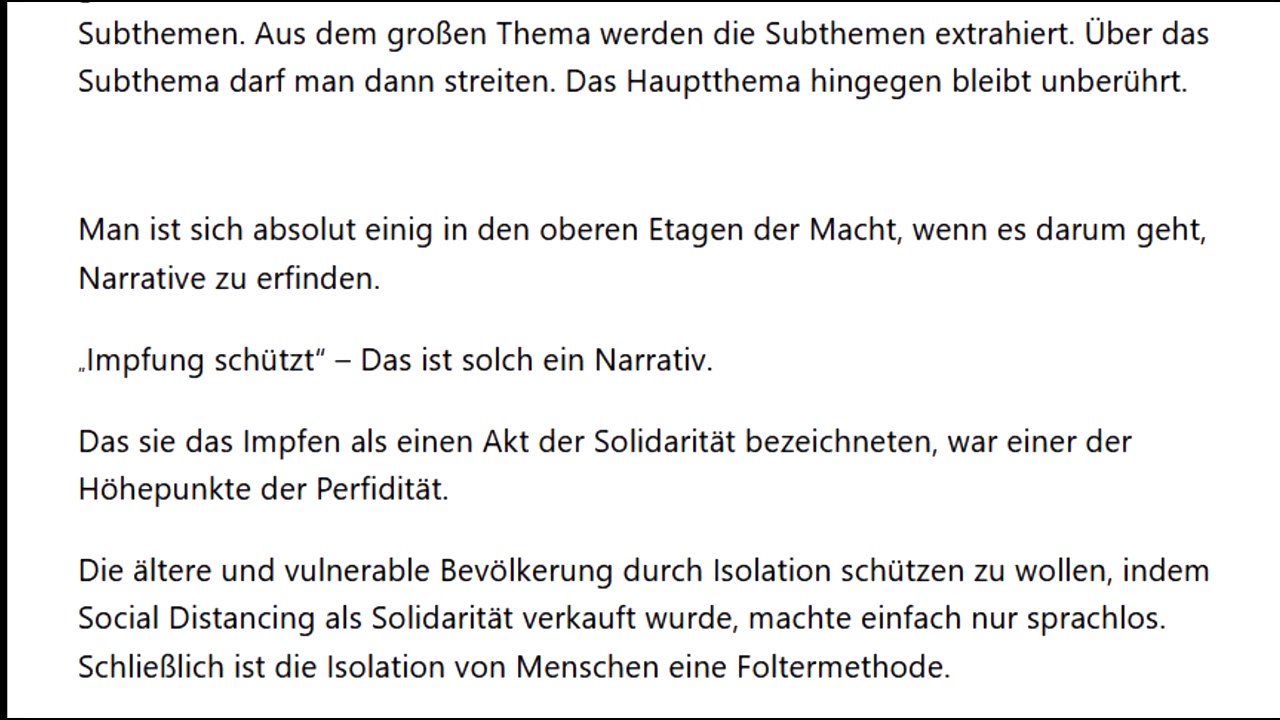 Subthemen. Aus dem großen Thema werden die Subthemen extrahiert. Über das
Subthema darf man dann streiten. Das Hauptthema hingegen bleibt unberührt.
Man ist sich absolut einig in den oberen Etagen der Macht, wenn es darum geht,
Narrative zu erfinden.
„Impfung schützt“ – Das ist solch ein Narrativ.
Das sie das Impfen als einen Akt der Solidarität bezeichneten, war einer der
Höhepunkte der Perfidität.
Die ältere und vulnerable Bevölkerung durch Isolation schützen zu wollen, indem
Social Distancing als Solidarität verkauft wurde, machte einfach nur sprachlos.
Schließlich ist die Isolation von Menschen eine Foltermethode.